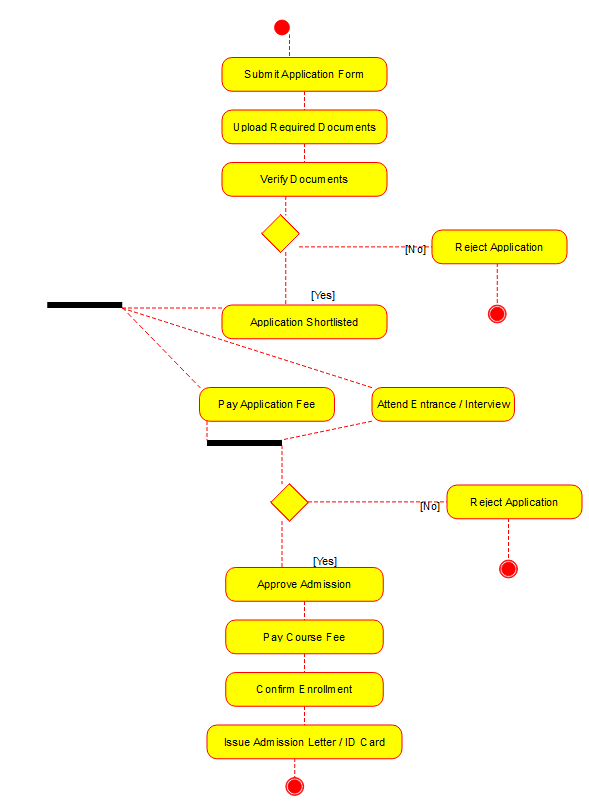 Submit Application Form
Upload Required Documents
Verify Documents
[No]
Reject Application
[Yes]
Application Shortlisted
Pay Application Fee
Attend Entrance / Interview
[No]
Reject Application
[Yes]
Approve Admission
Pay Course Fee
Confirm Enrollment
Issue Admission Letter / ID Card